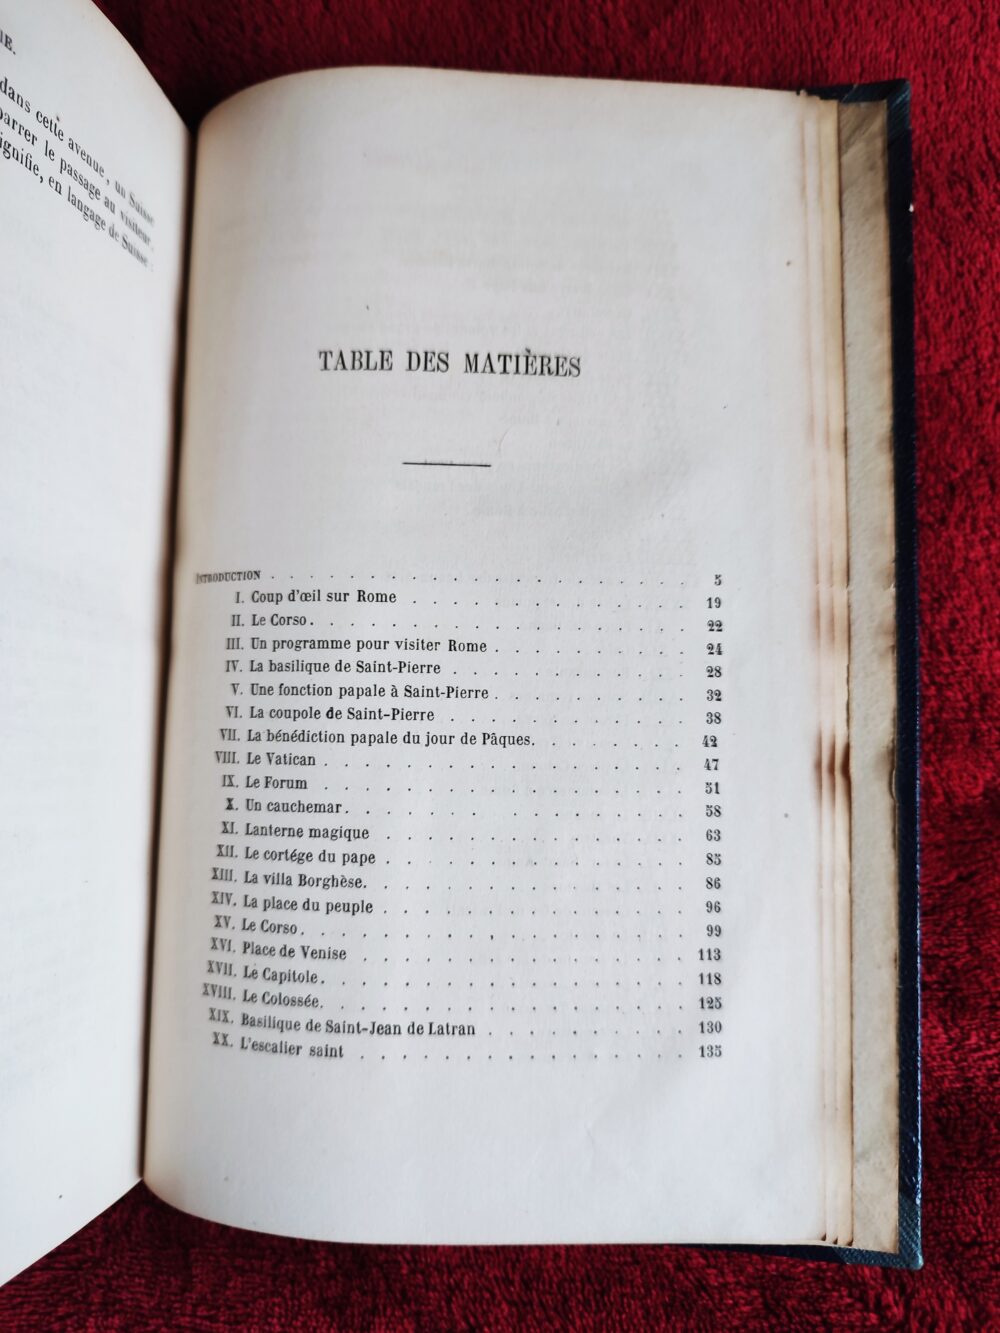 IE.
dans cette avenue, un Suisse
barrer le passage au visiteur.
ignifie, en langage de Suisse :
TABLE DES MATIÈRES
INTRODUCTION . . . . . . . . . . . . . . . . . . 5
I. Coup d'œil sur Rome . . . . . . . . . . . . . 19
II. Le Corso. . . . . . . . . . . . . . . . . . 22
III. Un programme pour visiter Rome . . . . . . . . . 24
IV. La basilique de Saint-Pierre . . . . . . . . . . . 28
V. Une fonction papale à Saint-Pierre . . . . . . . . . 32
VI. La coupole de Saint-Pierre . . . . . . . . . . . 38
VII. La bénédiction papale du jour de Pâques. . . . . . . . 42
VIII. Le Vatican . . . . . . . . . . . . . . . . . 47
IX. Le Forum . . . . . . . . . . . . . . . . . 51
X. Un cauchemar. . . . . . . . . . . . . . . . 58
XI. Lanterne magique . . . . . . . . . . . . . . 63
XII. Le cortége du pape . . . . . . . . . . . . . . 85
XIII. La villa Borghèse. . . . . . . . . . . . . . . 86
XIV. La place du peuple . . . . . . . . . . . . . . 96
XV. Le Corso. . . . . . . . . . . . . . . . . . 99
XVI. Place de Venise . . . . . . . . . . . . . . . 113
XVII. Le Capitole. . . . . . . . . . . . . . . . . 118
XVIII. Le Colossée. . . . . . . . . . . . . . . . . 125
XIX. Basilique de Saint-Jean de Latran . . . . . . . . . 130
XX. L'escalier saint . . . . . . . . . . . . . . . 135